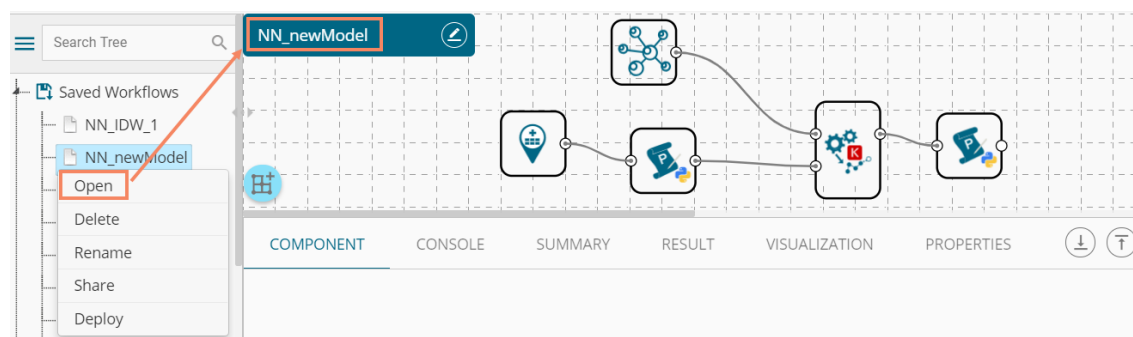 Search Tree
NN_newModel
Saved Workflows
NN_IDW_1
NN_newModel
Open
Delete
Rename
Share
Deploy
P
K
P
COMPONENT CONSOLE SUMMARY RESULT VISUALIZATION PROPERTIES